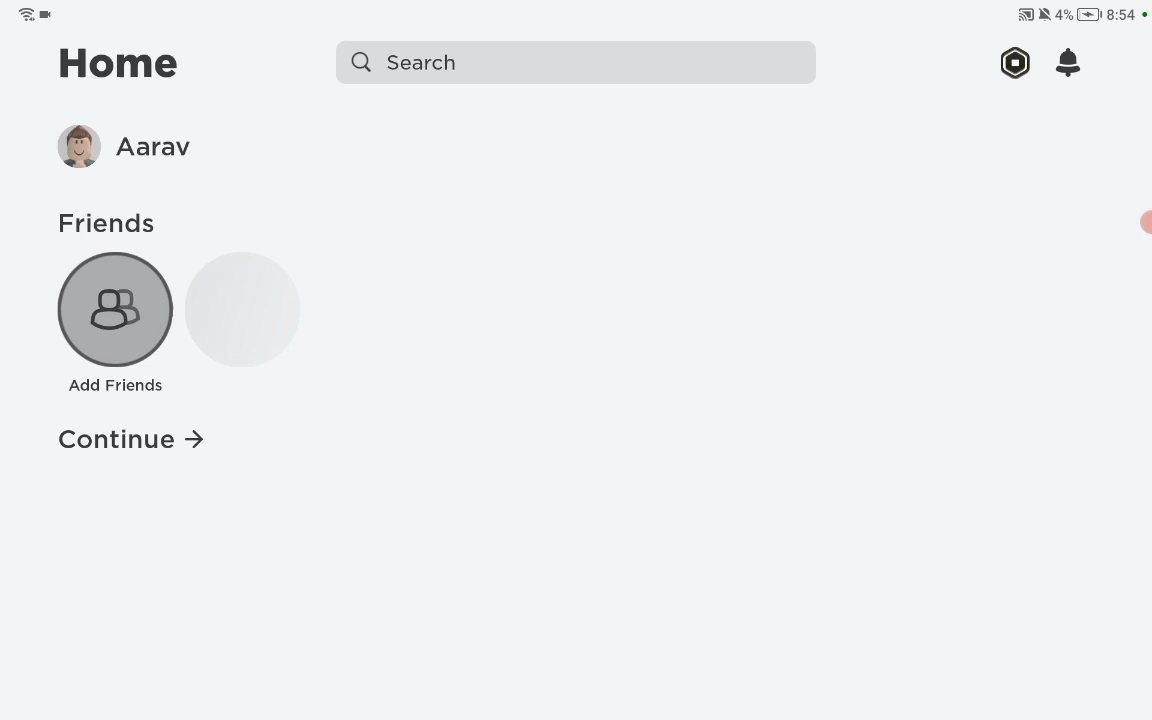 4% 8:54
Home
Search
Aarav
Friends
Add Friends
Continue →